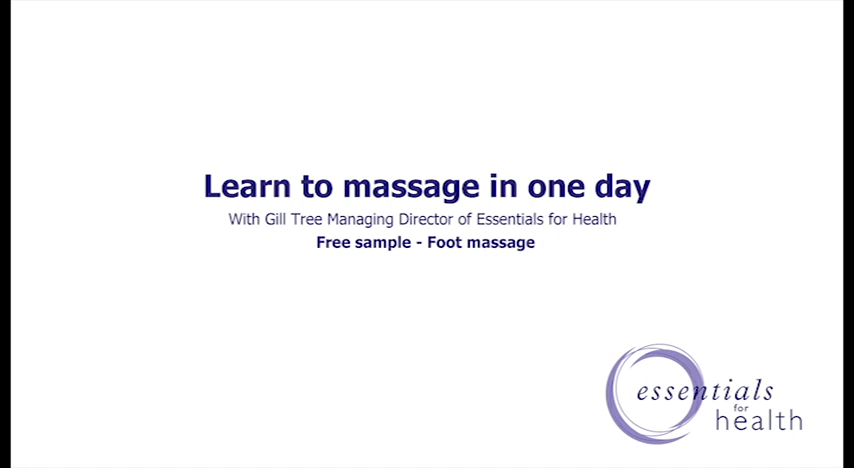 Learn to massage in one day
With Gill Tree Managing Director of Essentials for Health
Free sample - Foot massage
essentials
for
health